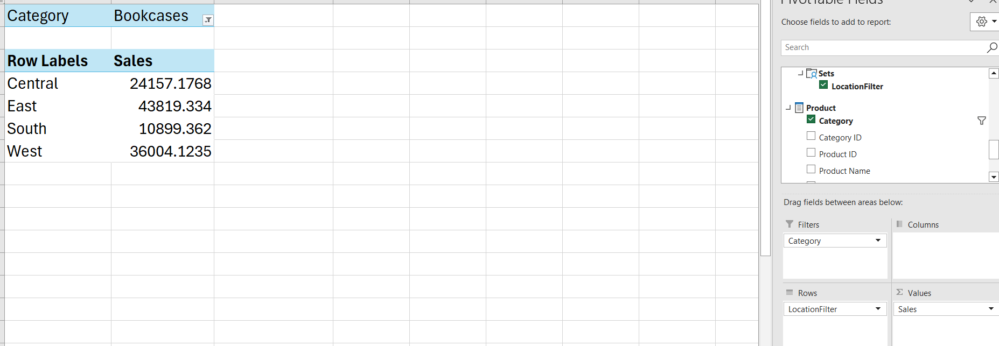 Category Bookcases
Row Labels Sales
Central 24157.1768
East 43819.334
South 10899.362
West 36004.1235
PivotTable Fields
Choose fields to add to report:
Search
Sets
LocationFilter
Product
Category
Category ID
Product ID
Product Name
Drag fields between areas below:
Filters
Category
Columns
Rows
LocationFilter
Σ Values
Sales